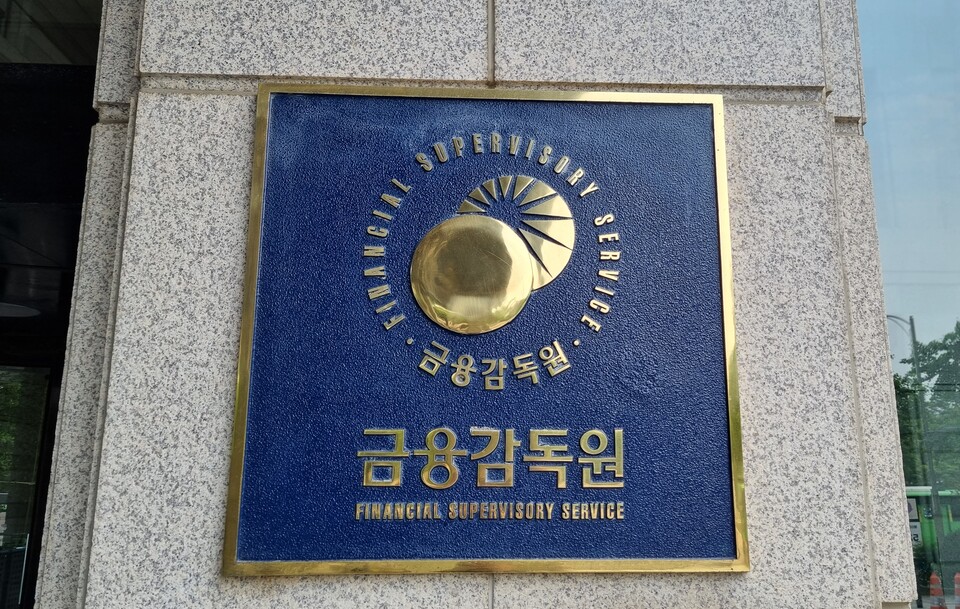 FINANCIAL SUPERVISORY SERVICE
· 금융감독원 ·
금융감독원
FINANCIAL SUPERVISORY SERVICE